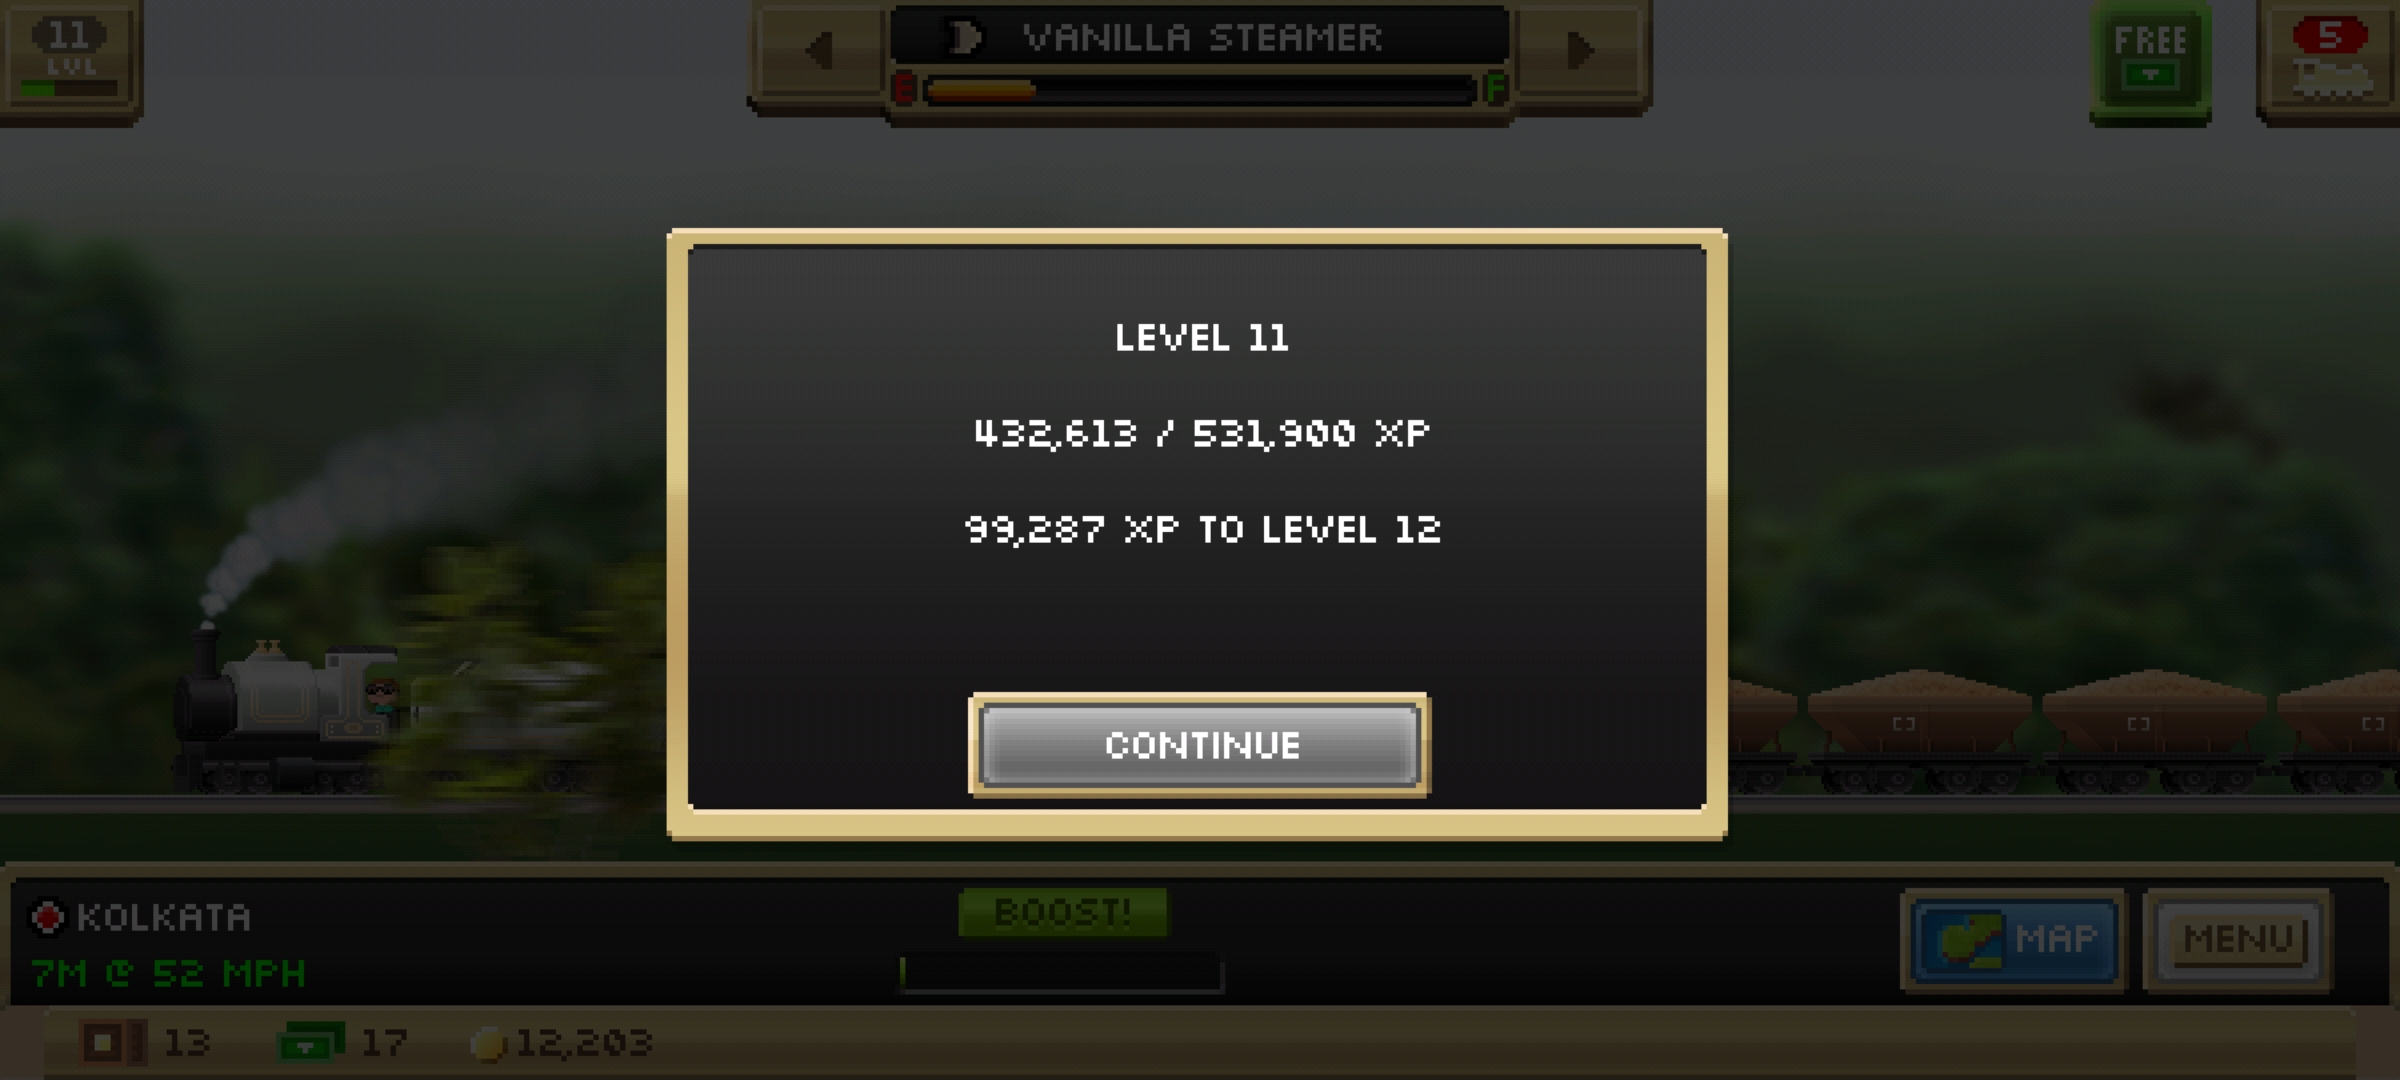 11
LVL
VANILLA STEAMER
E
F
FREE
5
LEVEL 11
432,613 / 531,900 XP
99,287 XP TO LEVEL 12
CONTINUE
KOLKATA
7M @ 52 MPH
BOOST!
MAP
MENU
13
17
12,203